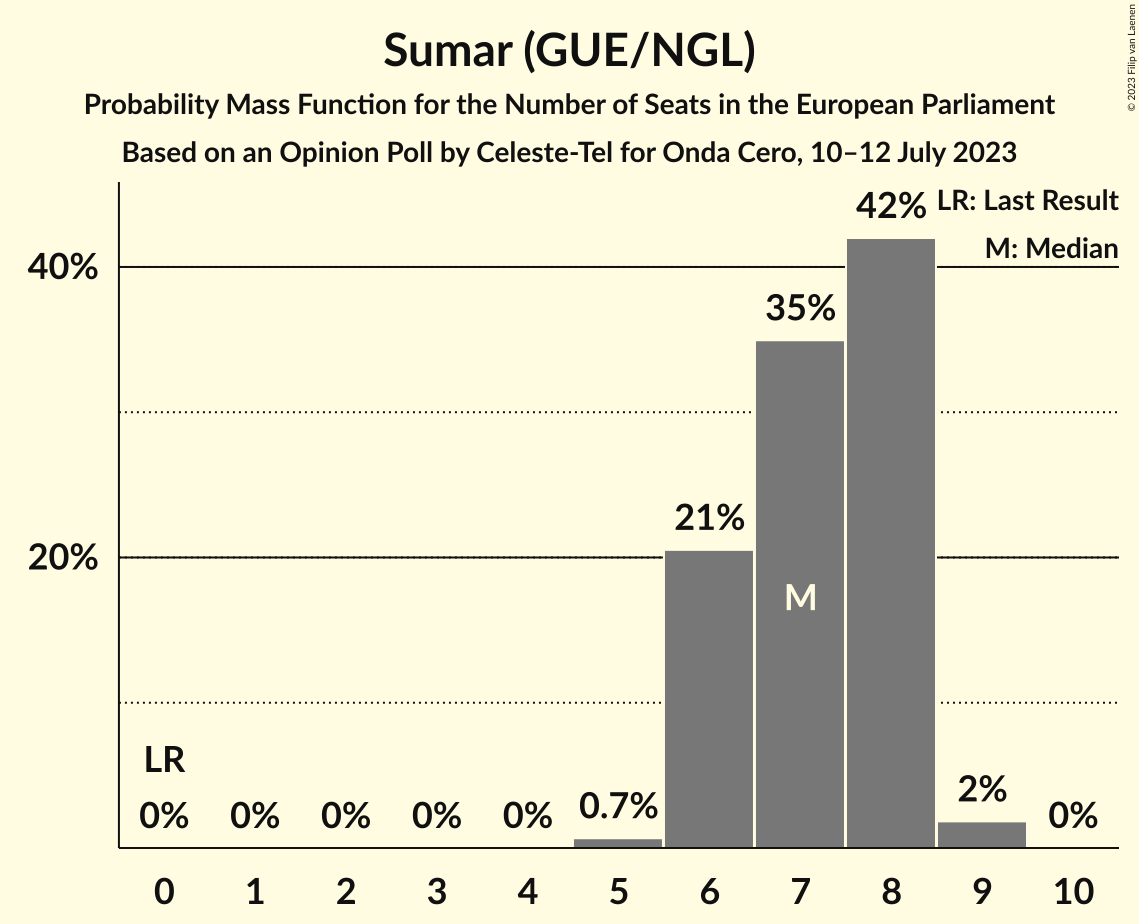 Sumar (GUE/NGL)
Probability Mass Function for the Number of Seats in the European Parliament
Based on an Opinion Poll by Celeste-Tel for Onda Cero, 10–12 July 2023
© 2023 Filip van Laenen
LR: Last Result
M: Median
42%
40%
35%
21%
20%
M
LR
0% 0% 0% 0% 0% 0.7% 2% 0%
0 1 2 3 4 5 6 7 8 9 10